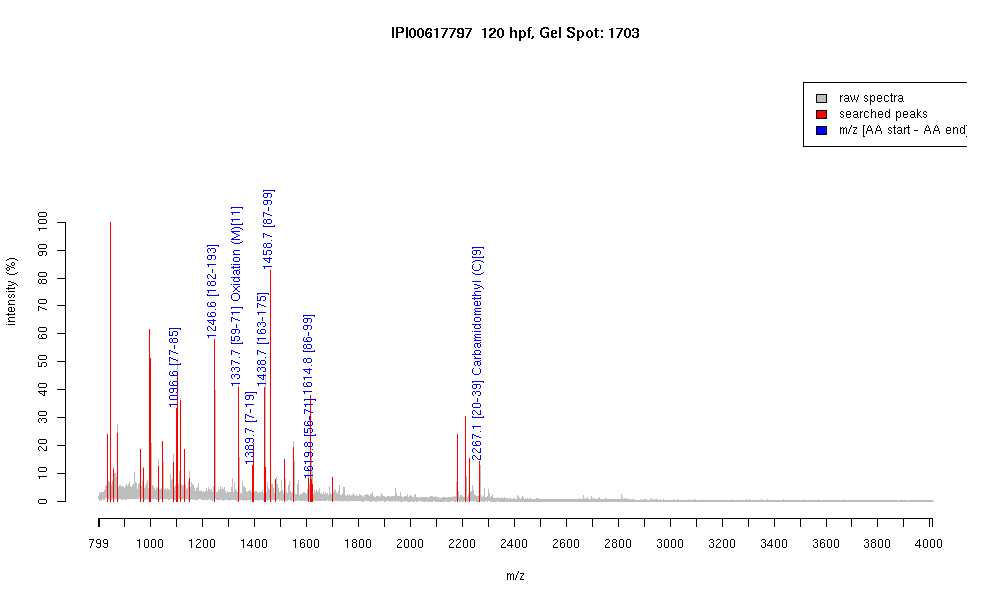 IPI00617797 120 hpf, Gel Spot: 1703
raw spectra
searched peaks
m/z [AA start - AA end]
intensity (%)
100
90
80
70
60
50
40
30
20
10
0
1096.6 [77-85]
1246.6 [182-193]
1337.7 [59-71] Oxidation (M)[11]
1389.7 [7-19]
1438.7 [163-175]
1458.7 [87-99]
1619.8 [56-71]
1614.8 [86-99]
2267.1 [20-39] Carbamidomethyl (C)[9]
799 1000 1200 1400 1600 1800 2000 2200 2400 2600 2800 3000 3200 3400 3600 3800 4000
m/z